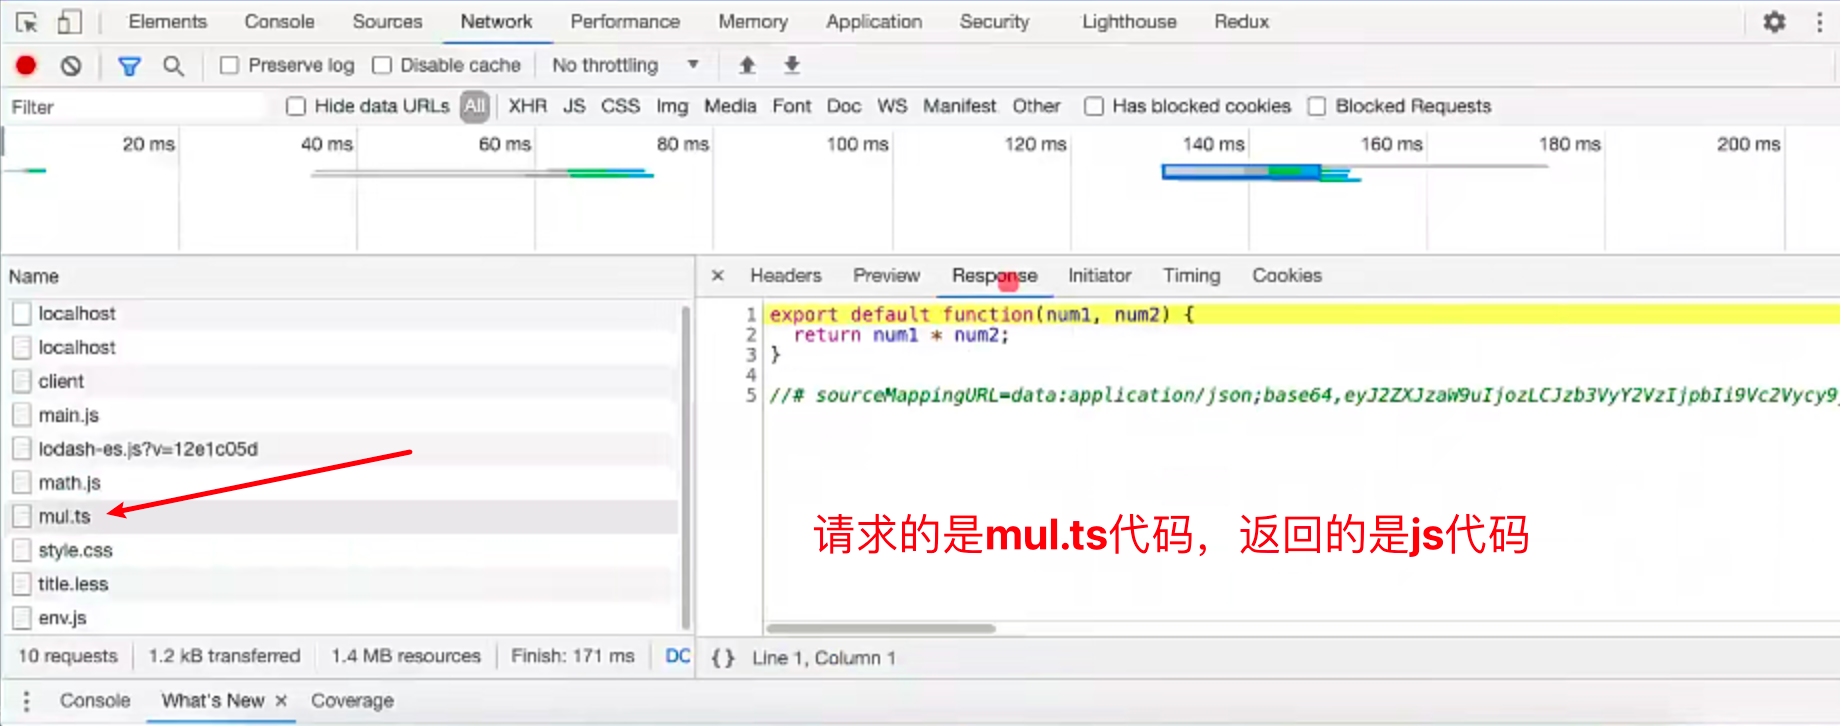 Elements Console Sources Network Performance Memory Application Security Lighthouse Redux
Preserve log Disable cache No throttling
Filter Hide data URLs All XHR JS CSS Img Media Font Doc WS Manifest Other Has blocked cookies Blocked Requests
20 ms 40 ms 60 ms 80 ms 100 ms 120 ms 140 ms 160 ms 180 ms 200 ms
Name
localhost
localhost
client
main.js
lodash-es.js?v=12e1c05d
math.js
mul.ts
style.css
title.less
env.js
10 requests 1.2 kB transferred 1.4 MB resources Finish: 171 ms DC
× Headers Preview Response Initiator Timing Cookies
1 export default function(num1, num2) {
2 return num1 * num2;
3 }
4
5 //# sourceMappingURL=data:application/json;base64,eyJ2ZXJzaW9uIjozLCJzb3VyY2VzIjpbIi9Vc2Vycy9
请求的是mul.ts代码，返回的是js代码
{} Line 1, Column 1
Console What's New × Coverage